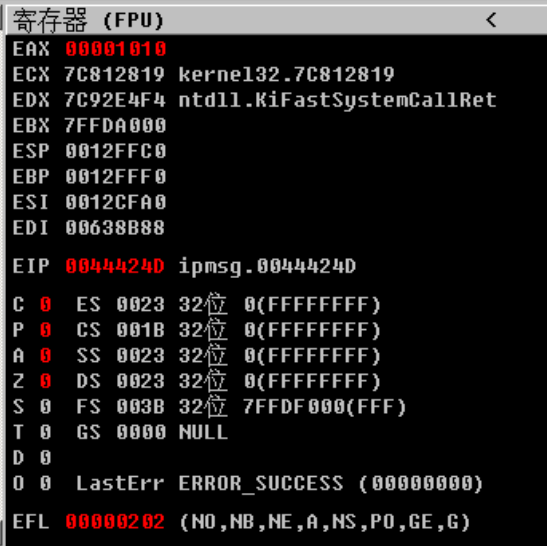 寄存器 (FPU) <
EAX 00001010
ECX 7C812819 kernel32.7C812819
EDX 7C92E4F4 ntdll.KiFastSystemCallRet
EBX 7FFDA000
ESP 0012FFC0
EBP 0012FFF0
ESI 0012CFA0
EDI 00638B88
EIP 0044424D ipmsg.0044424D
C 0 ES 0023 32位 0(FFFFFFFF)
P 0 CS 001B 32位 0(FFFFFFFF)
A 0 SS 0023 32位 0(FFFFFFFF)
Z 0 DS 0023 32位 0(FFFFFFFF)
S 0 FS 003B 32位 7FFDF000(FFF)
T 0 GS 0000 NULL
D 0
O 0 LastErr ERROR_SUCCESS (00000000)
EFL 00000202 (NO,NB,NE,A,NS,PO,GE,G)